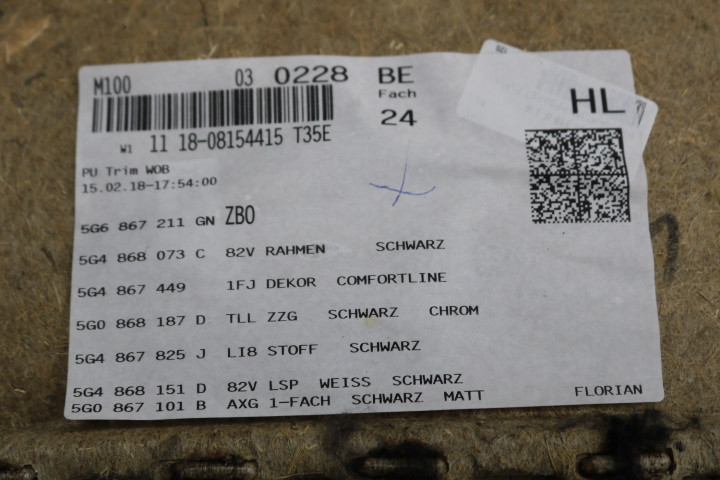 M100 03 0228 BE
Fach
24
HL
W1 11 18-08154415 T35E
PU Trim WOB
15.02.18-17:54:00
5G6 867 211 GN ZB0
5G4 868 073 C 82V RAHMEN SCHWARZ
5G4 867 449 1FJ DEKOR COMFORTLINE
5G0 868 187 D TLL ZZG SCHWARZ CHROM
5G4 867 825 J LI8 STOFF SCHWARZ
5G4 868 151 D 82V LSP WEISS SCHWARZ
5G0 867 101 B AXG 1-FACH SCHWARZ MATT FLORIAN